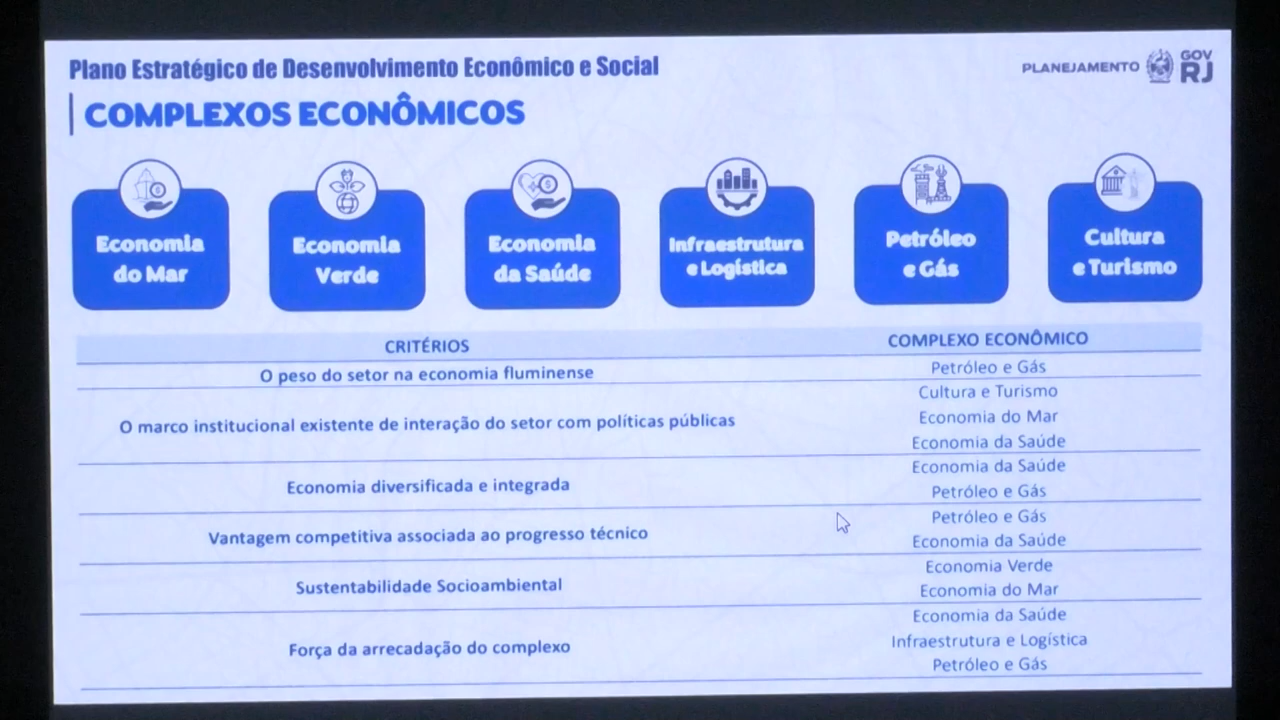 Plano Estratégico de Desenvolvimento Econômico e Social
PLANEJAMENTO
GOV
RJ
COMPLEXOS ECONÔMICOS
Economia
do Mar
Economia
Verde
Economia
da Saúde
Infraestrutura
e Logística
Petróleo
e Gás
Cultura
e Turismo
CRITÉRIOS
COMPLEXO ECONÔMICO
O peso do setor na economia fluminense
Petróleo e Gás
O marco institucional existente de interação do setor com políticas públicas
Cultura e Turismo
Economia do Mar
Economia da Saúde
Economia diversificada e integrada
Economia da Saúde
Petróleo e Gás
Vantagem competitiva associada ao progresso técnico
Petróleo e Gás
Economia da Saúde
Sustentabilidade Socioambiental
Economia Verde
Economia do Mar
Força da arrecadação do complexo
Economia da Saúde
Infraestrutura e Logística
Petróleo e Gás